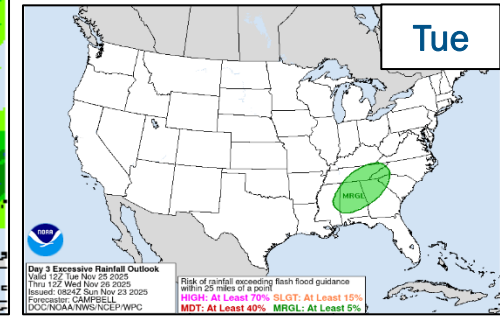 Tue
MRGL
NOAA
Day 3 Excessive Rainfall Outlook
Valid 12Z Tue Nov 25 2025
Thru 12Z Wed Nov 26 2025
Issued: 0824Z Sun Nov 23 2025
Forecaster: CAMPBELL
DOC/NOAA/NWS/NCEP/WPC
Risk of rainfall exceeding flash flood guidance
within 25 miles of a point
HIGH: At Least 70% SLGT: At Least 15%
MDT: At Least 40% MRGL: At Least 5%